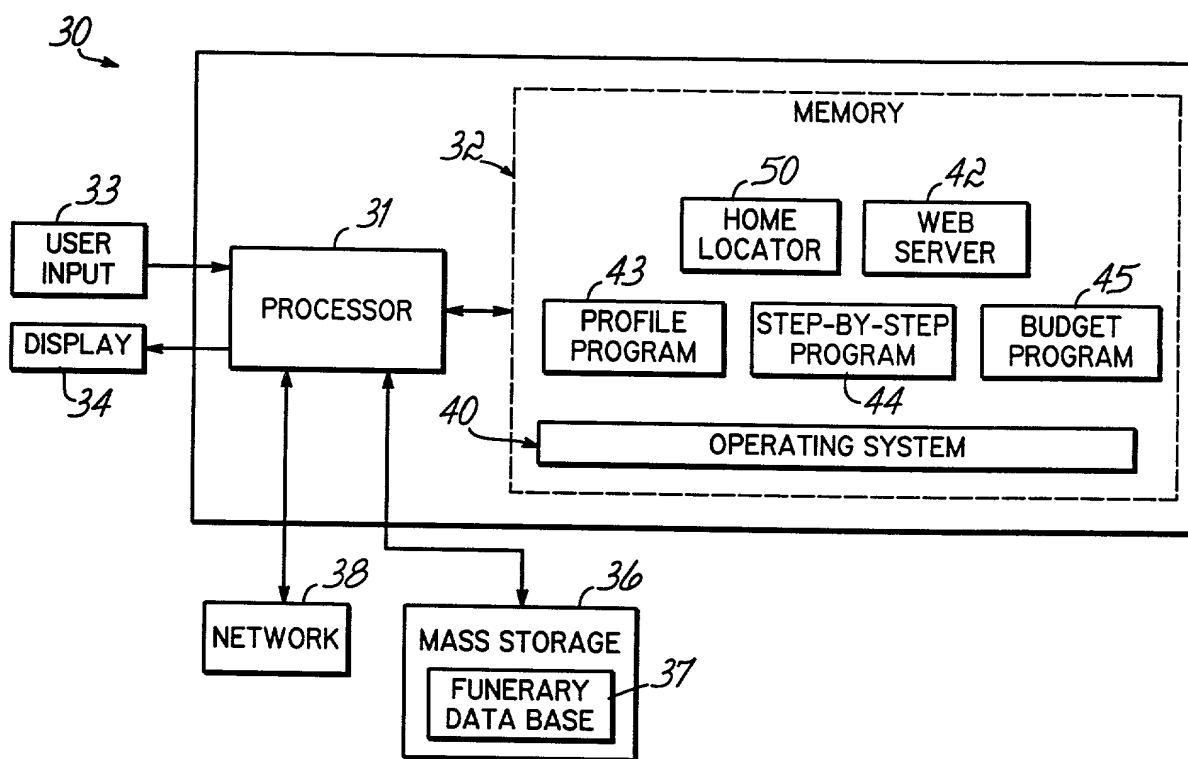 30
MEMORY
32
50
HOME
LOCATOR
42
WEB
SERVER
33
USER
INPUT
31
PROCESSOR
43
PROFILE
PROGRAM
STEP-BY-STEP
PROGRAM
44
45
BUDGET
PROGRAM
DISPLAY
34
40
OPERATING SYSTEM
38
NETWORK
36
MASS STORAGE
37
FUNERARY
DATA BASE